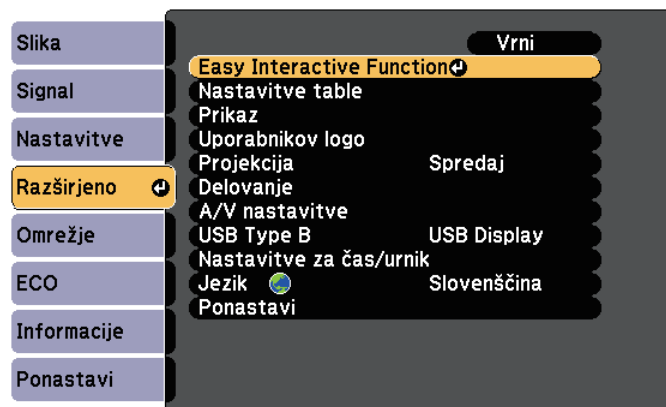 Slika
Signal
Nastavitve
Razširjeno
Omrežje
ECO
Informacije
Ponastavi
Vrni
Easy Interactive Function
Nastavitve table
Prikaz
Uporabnikov logo
Projekcija Spredaj
Delovanje
A/V nastavitve
USB Type B USB Display
Nastavitve za čas/urnik
Jezik Slovenščina
Ponastavi